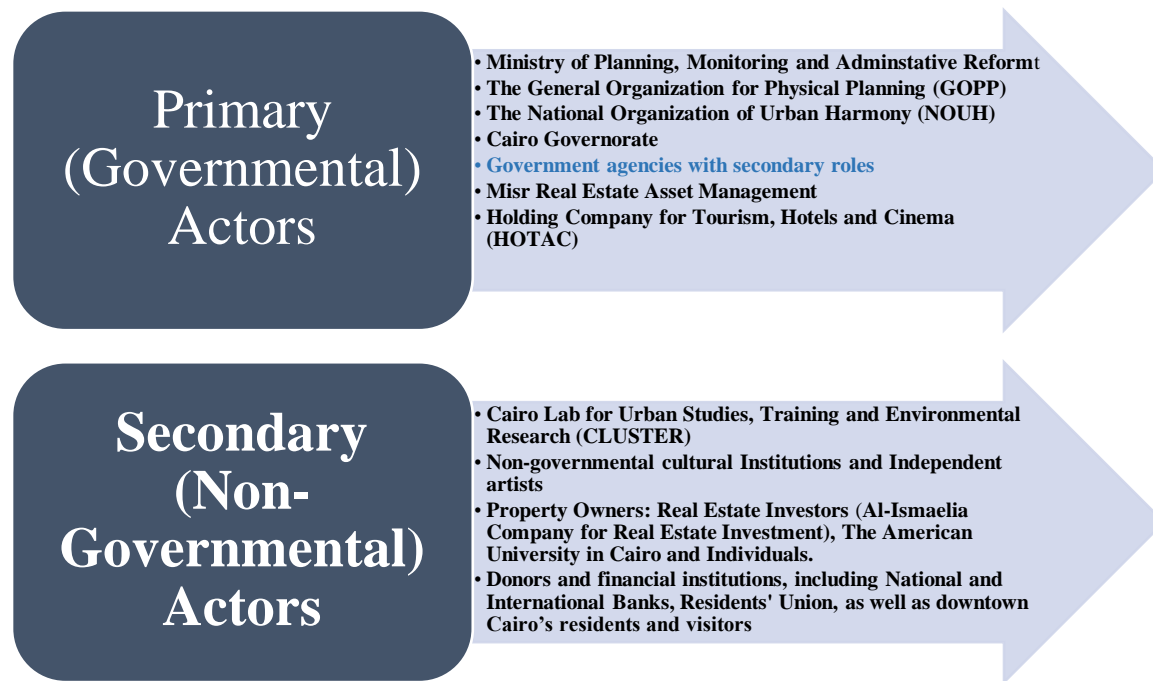 Primary
(Governmental)
Actors
• Ministry of Planning, Monitoring and Adminstative Reformt
• The General Organization for Physical Planning (GOPP)
• The National Organization of Urban Harmony (NOUH)
• Cairo Governorate
• Government agencies with secondary roles
• Misr Real Estate Asset Management
• Holding Company for Tourism, Hotels and Cinema
(HOTAC)
Secondary
(Non-
Governmental)
Actors
• Cairo Lab for Urban Studies, Training and Environmental
Research (CLUSTER)
• Non-governmental cultural Institutions and Independent
artists
• Property Owners: Real Estate Investors (Al-Ismaelia
Company for Real Estate Investment), The American
University in Cairo and Individuals.
• Donors and financial institutions, including National and
International Banks, Residents' Union, as well as downtown
Cairo’s residents and visitors